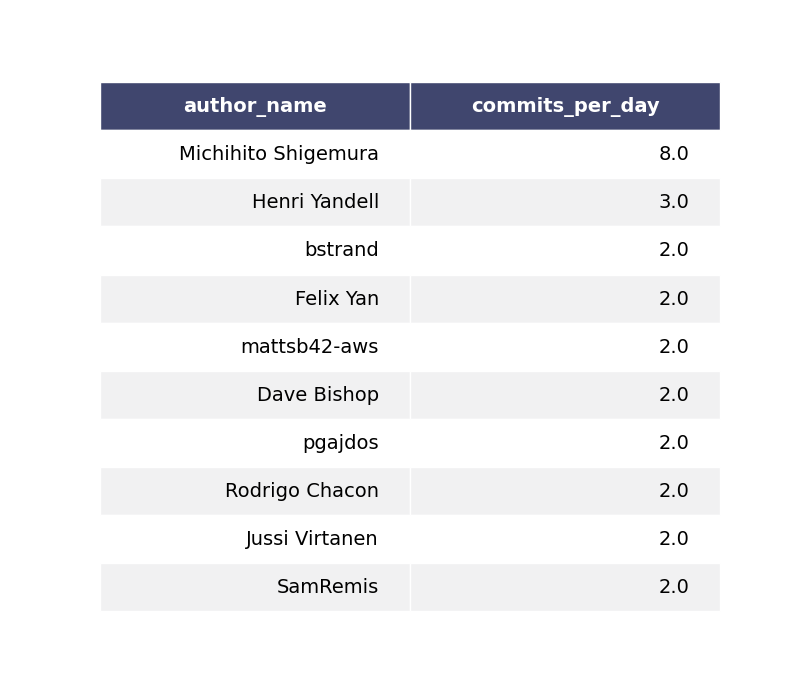 author_name commits_per_day
Michihito Shigemura 8.0
Henri Yandell 3.0
bstrand 2.0
Felix Yan 2.0
mattsb42-aws 2.0
Dave Bishop 2.0
pgajdos 2.0
Rodrigo Chacon 2.0
Jussi Virtanen 2.0
SamRemis 2.0